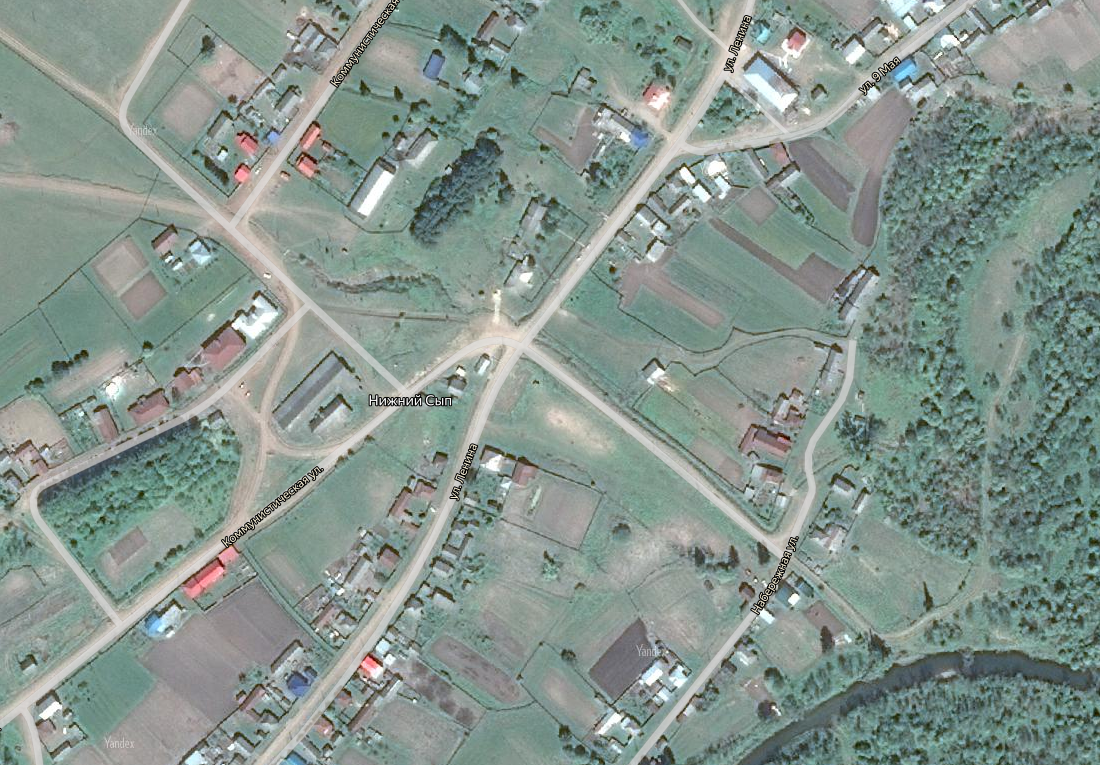 Коммунистическая
ул. Ленина
ул. 9 Мая
Yandex
Нижний Сып
ул. Ленина
Коммунистическая ул.
Набережная ул.
Yandex
Yandex